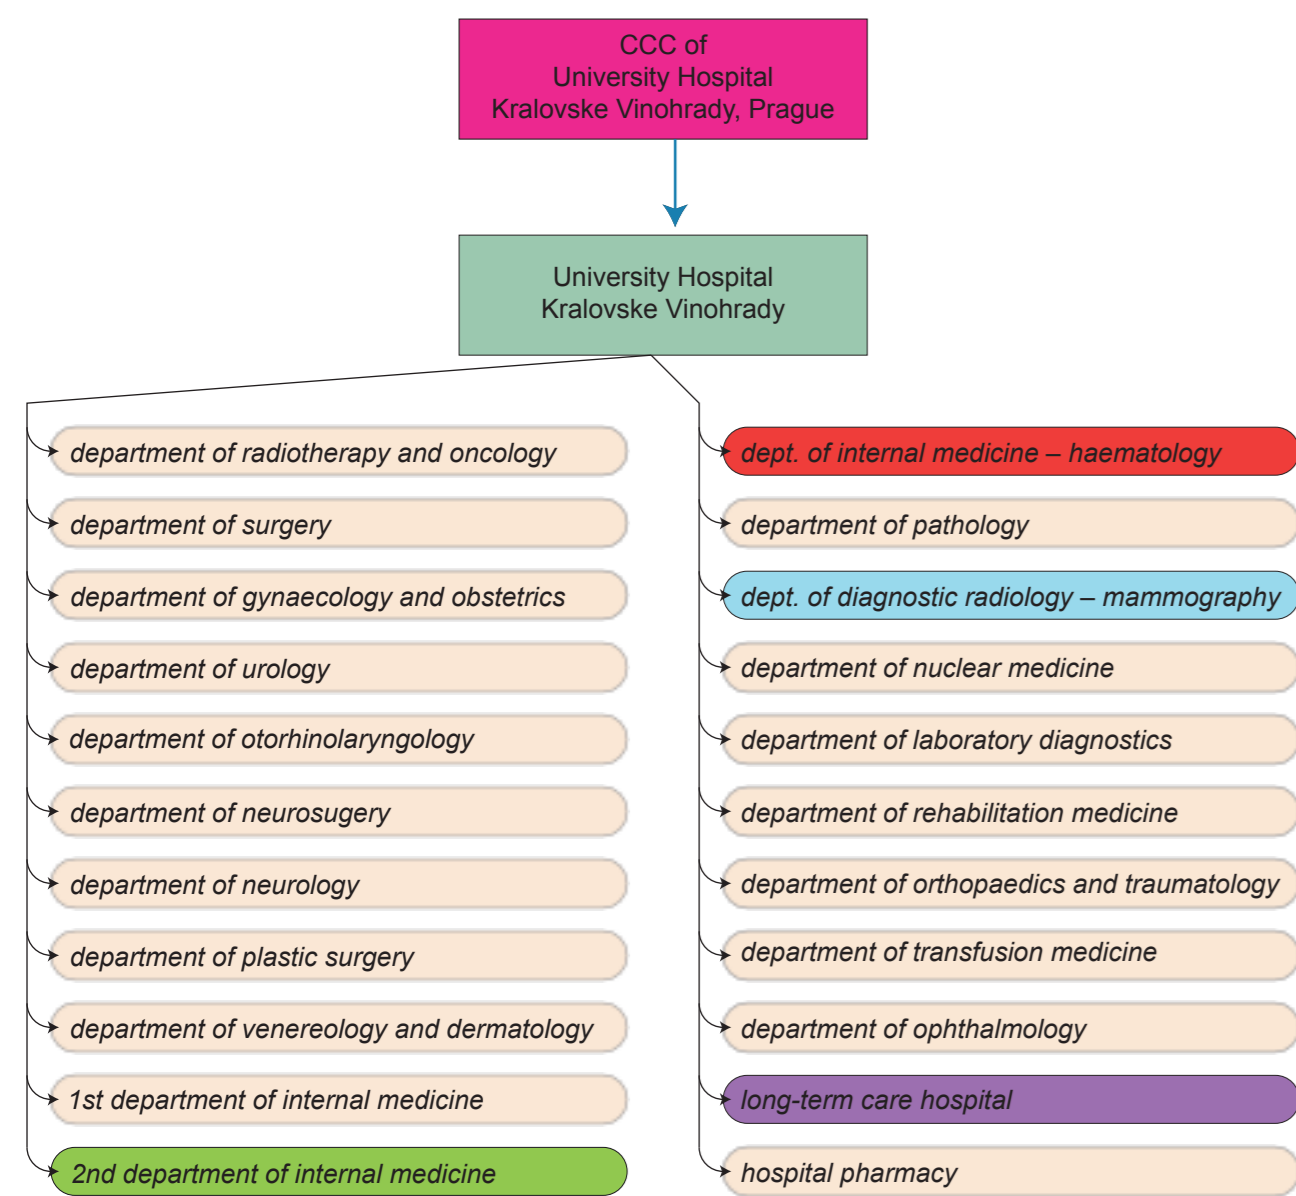 CCC of
University Hospital
Kralovske Vinohrady, Prague
University Hospital
Kralovske Vinohrady
department of radiotherapy and oncology
department of surgery
department of gynaecology and obstetrics
department of urology
department of otorhinolaryngology
department of neurosugery
department of neurology
department of plastic surgery
department of venereology and dermatology
1st department of internal medicine
2nd department of internal medicine
dept. of internal medicine – haematology
department of pathology
dept. of diagnostic radiology – mammography
department of nuclear medicine
department of laboratory diagnostics
department of rehabilitation medicine
department of orthopaedics and traumatology
department of transfusion medicine
department of ophthalmology
long-term care hospital
hospital pharmacy